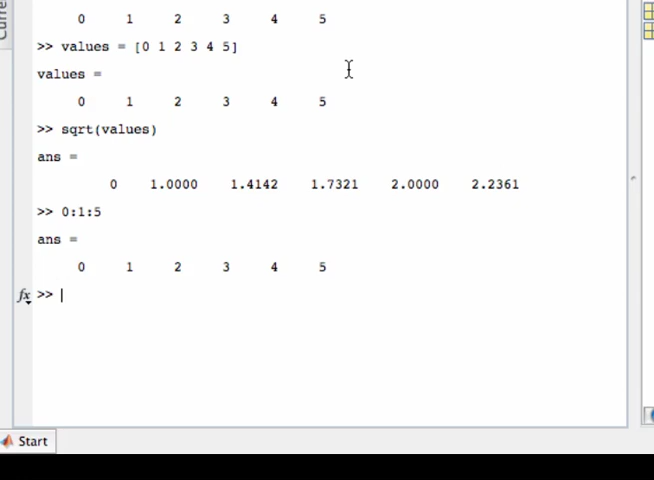 Curre
0 1 2 3 4 5
>> values = [0 1 2 3 4 5]
values =
0 1 2 3 4 5
>> sqrt(values)
ans =
0 1.0000 1.4142 1.7321 2.0000 2.2361
>> 0:1:5
ans =
0 1 2 3 4 5
fx >>
Start